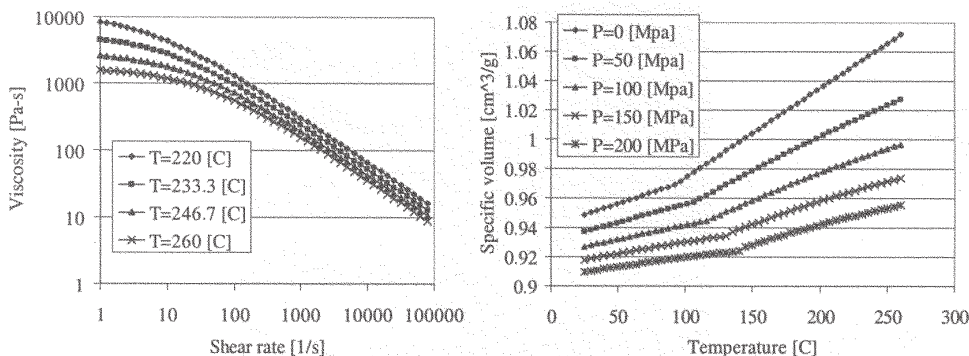 Viscosity [Pa-s]
10000
1000
100
10
1
T=220 [C]
T=233.3 [C]
T=246.7 [C]
T=260 [C]
1 10 100 1000 10000 100000
Shear rate [1/s]
Specific volume [cm^3/g]
1.08
1.06
1.04
1.02
1
0.98
0.96
0.94
0.92
0.9
P=0 [Mpa]
P=50 [Mpa]
P=100 [Mpa]
P=150 [MPa]
P=200 [MPa]
0 50 100 150 200 250 300
Temperature [C]